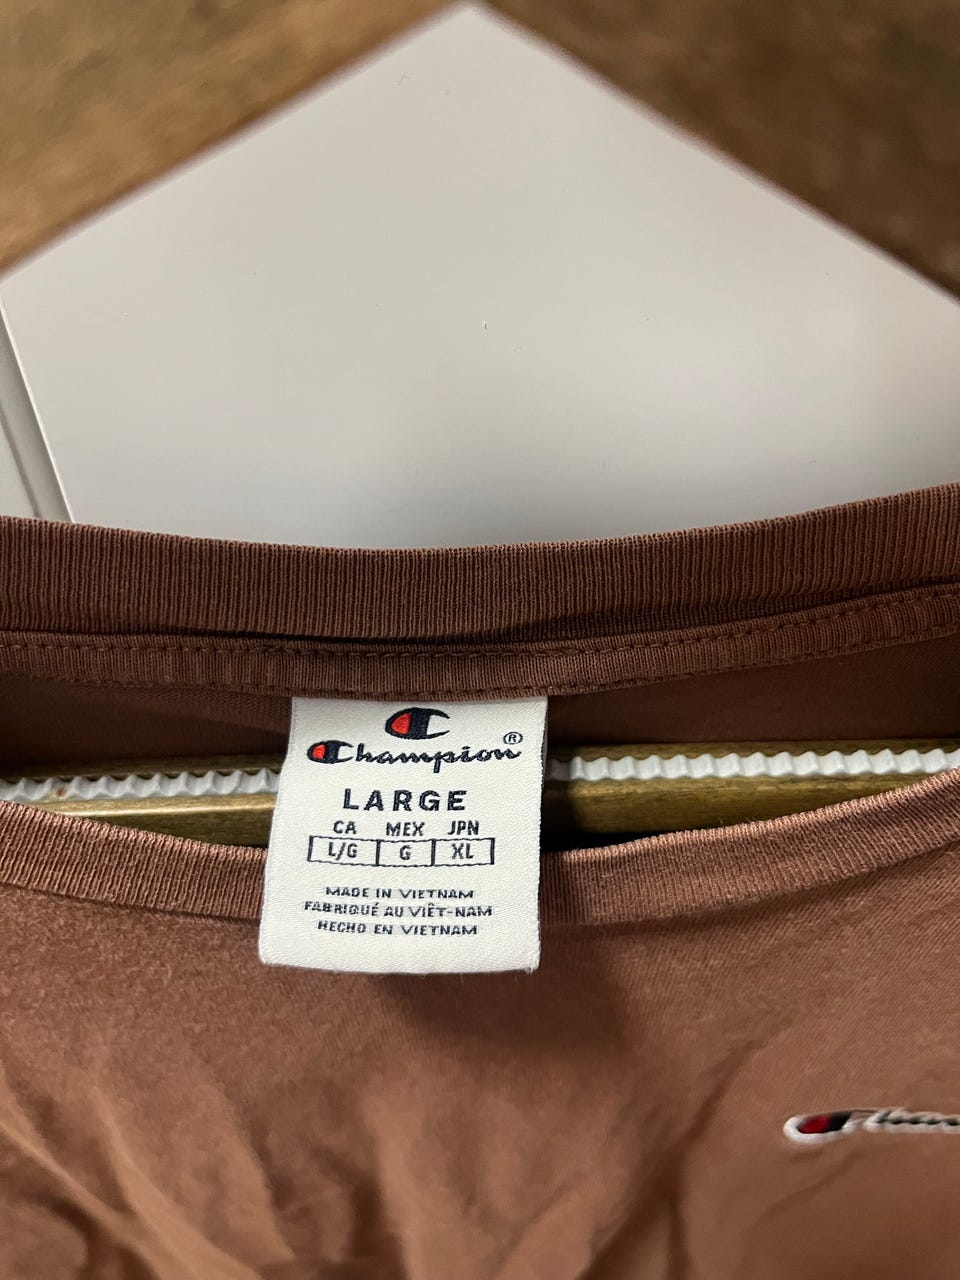 Champion®
LARGE
CA MEX JPN
L/G G XL
MADE IN VIETNAM
FABRIQUÉ AU VIÊT-NAM
HECHO EN VIETNAM